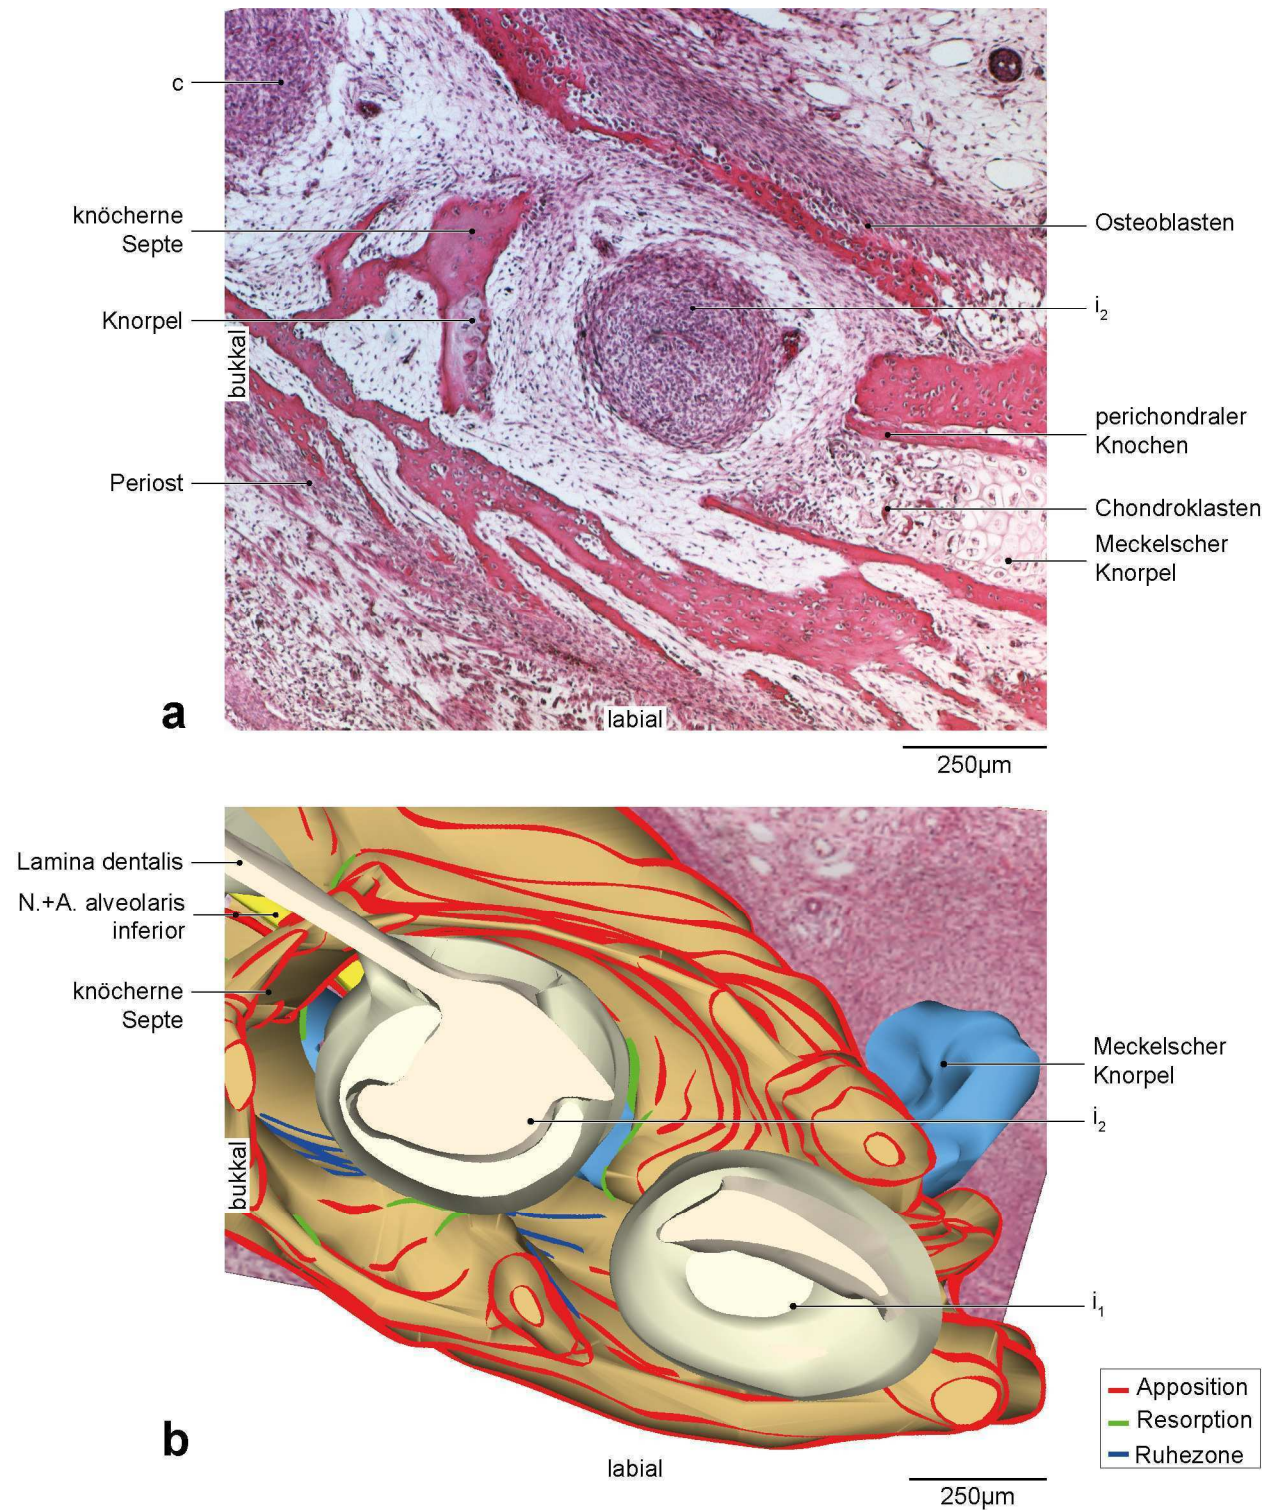 c
knöcherne
Septe
Knorpel
bukkal
Periost
Osteoblasten
i2
perichondraler
Knochen
Chondroklasten
Meckelscher
Knorpel
a
labial
250µm
Lamina dentalis
N.+A. alveolaris
inferior
knöcherne
Septe
bukkal
Meckelscher
Knorpel
i2
i1
Apposition
Resorption
Ruhezone
b
labial
250µm